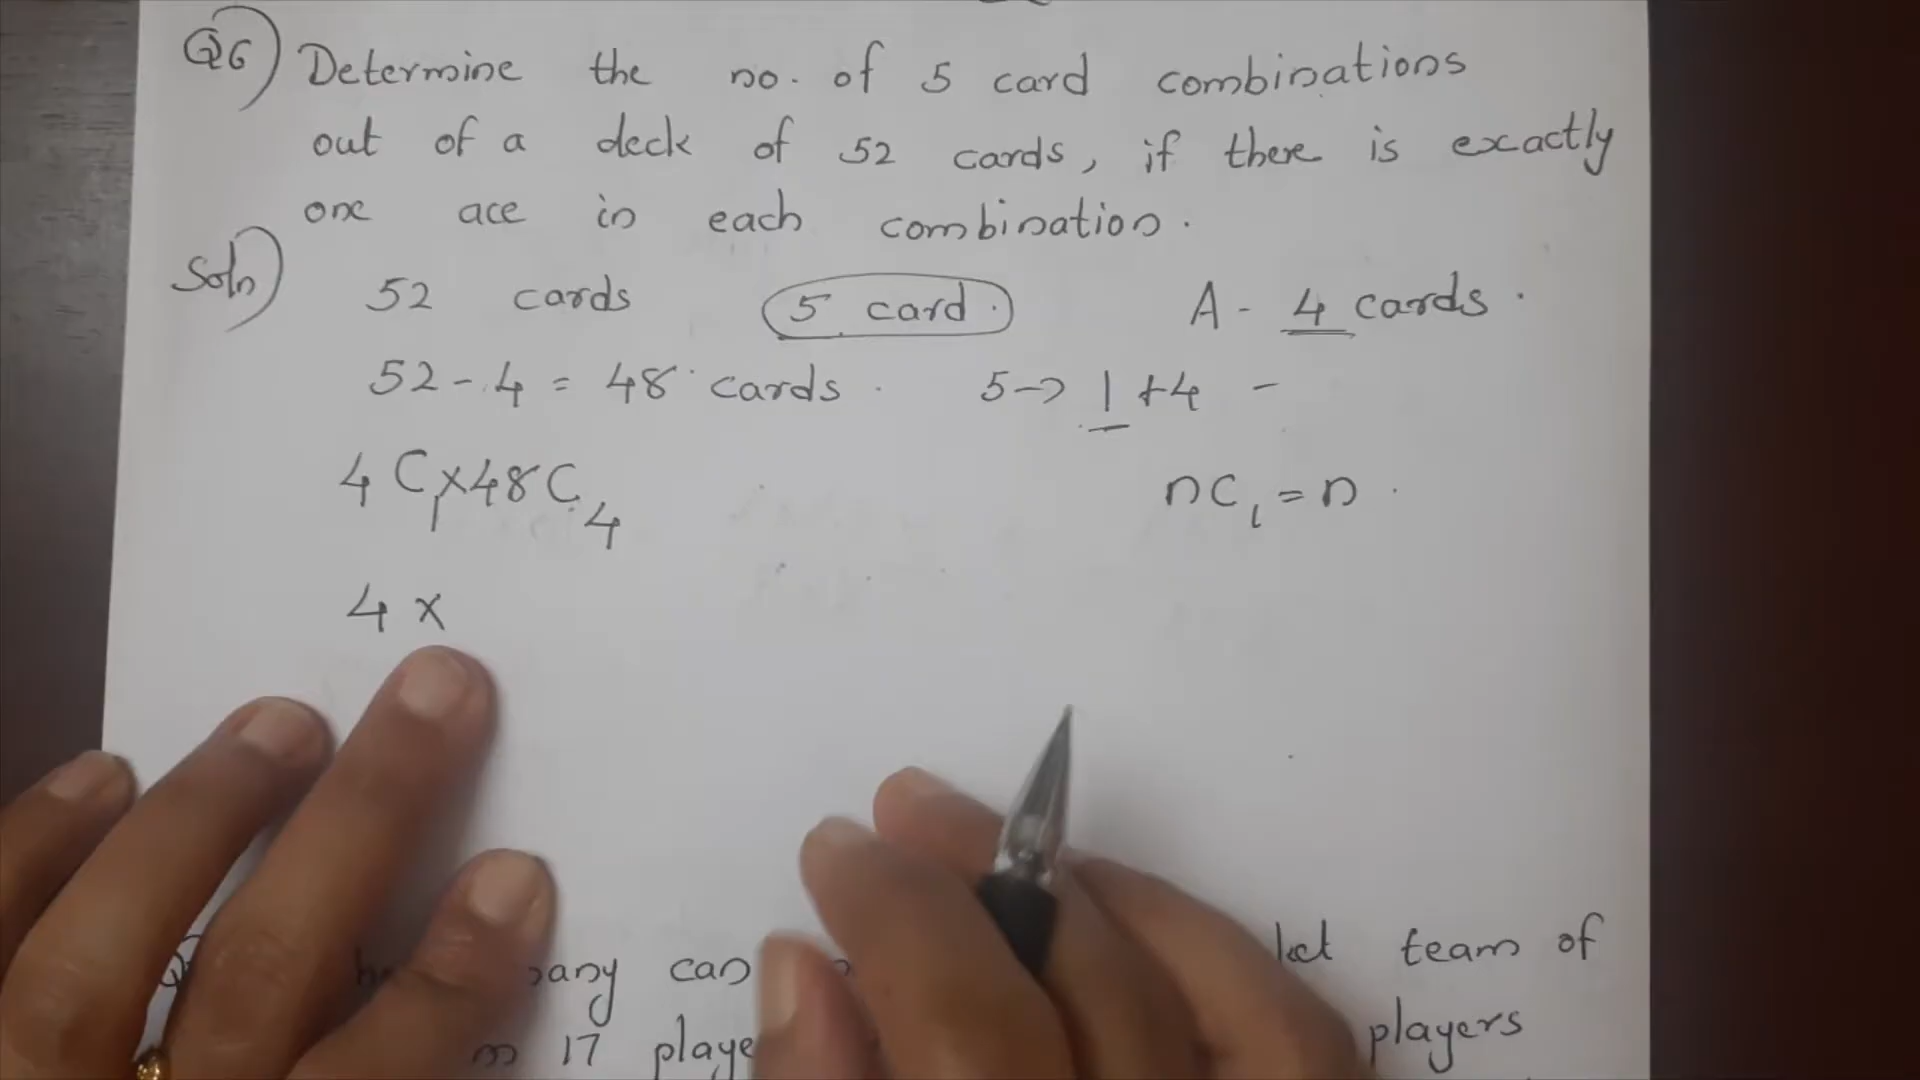 Q6) Determine the no. of 5 card combinations
out of a deck of 52 cards, if there is exactly
one ace in each combination.
Soln) 52 cards 5 card. A - 4 cards.
52 - 4 = 48 cards. 5 -> 1 + 4 -
4C₁ x 48C₄ nC₁ = n.
4 x
can team of
17 players